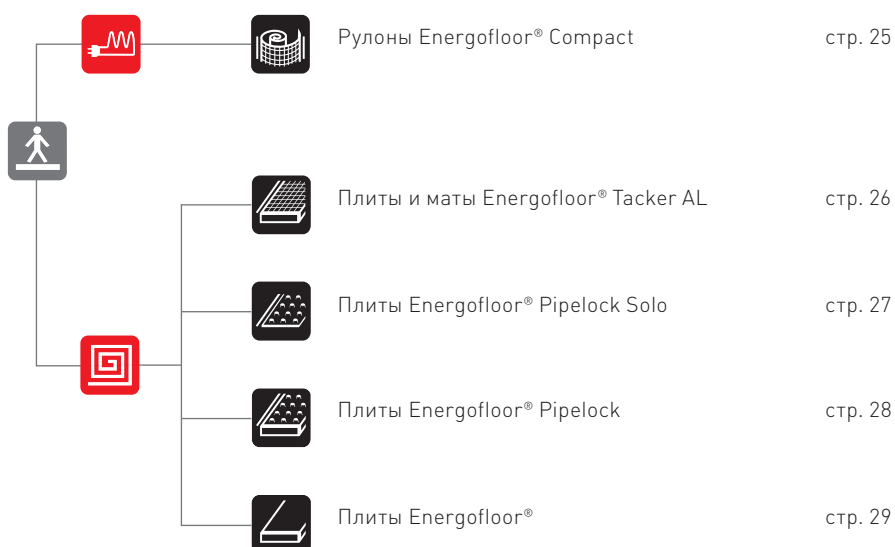 Рулоны Energofloor® Compact стр. 25
Плиты и маты Energofloor® Tacker AL стр. 26
Плиты Energofloor® Pipelock Solo стр. 27
Плиты Energofloor® Pipelock стр. 28
Плиты Energofloor® стр. 29